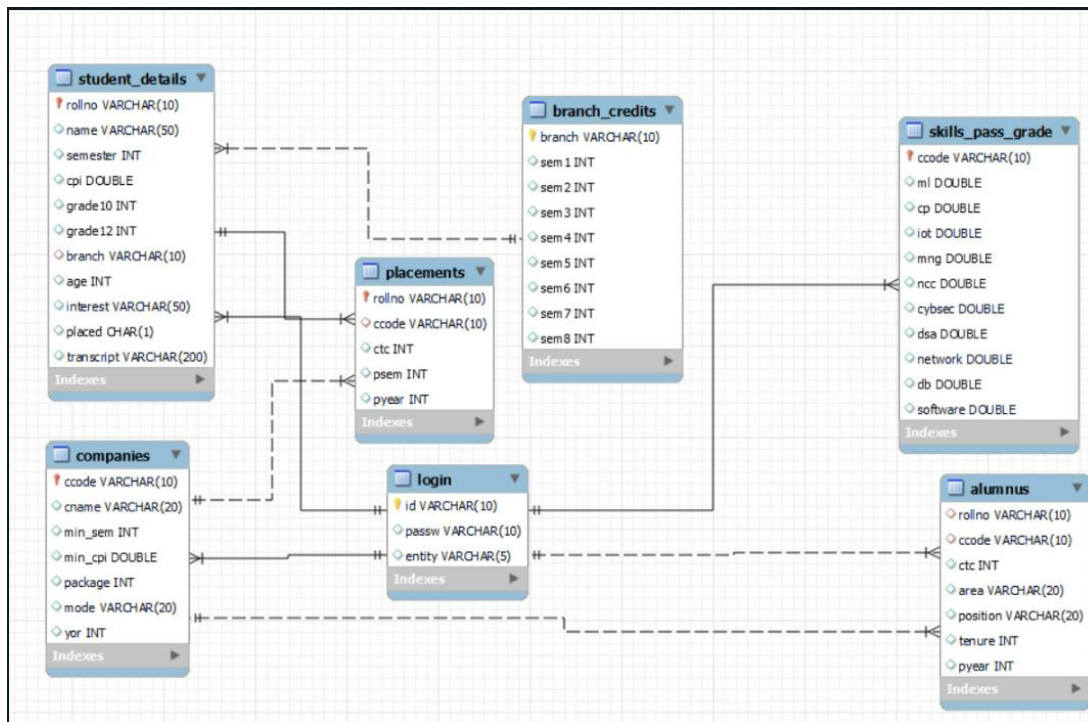 student_details
rollno VARCHAR(10)
name VARCHAR(50)
semester INT
cpi DOUBLE
grade10 INT
grade12 INT
branch VARCHAR(10)
age INT
interest VARCHAR(50)
placed CHAR(1)
transcript VARCHAR(200)
Indexes
branch_credits
branch VARCHAR(10)
sem1 INT
sem2 INT
sem3 INT
sem4 INT
sem5 INT
sem6 INT
sem7 INT
sem8 INT
Indexes
skills_pass_grade
ccode VARCHAR(10)
ml DOUBLE
cp DOUBLE
iot DOUBLE
mng DOUBLE
ncc DOUBLE
cybsec DOUBLE
dsa DOUBLE
network DOUBLE
db DOUBLE
software DOUBLE
Indexes
placements
rollno VARCHAR(10)
ccode VARCHAR(10)
ctc INT
psem INT
pyear INT
Indexes
companies
ccode VARCHAR(10)
cname VARCHAR(20)
min_sem INT
min_cpi DOUBLE
package INT
mode VARCHAR(20)
yor INT
Indexes
login
id VARCHAR(10)
passw VARCHAR(10)
entity VARCHAR(5)
Indexes
alumnus
rollno VARCHAR(10)
ccode VARCHAR(10)
ctc INT
area VARCHAR(20)
position VARCHAR(20)
tenure INT
pyear INT
Indexes